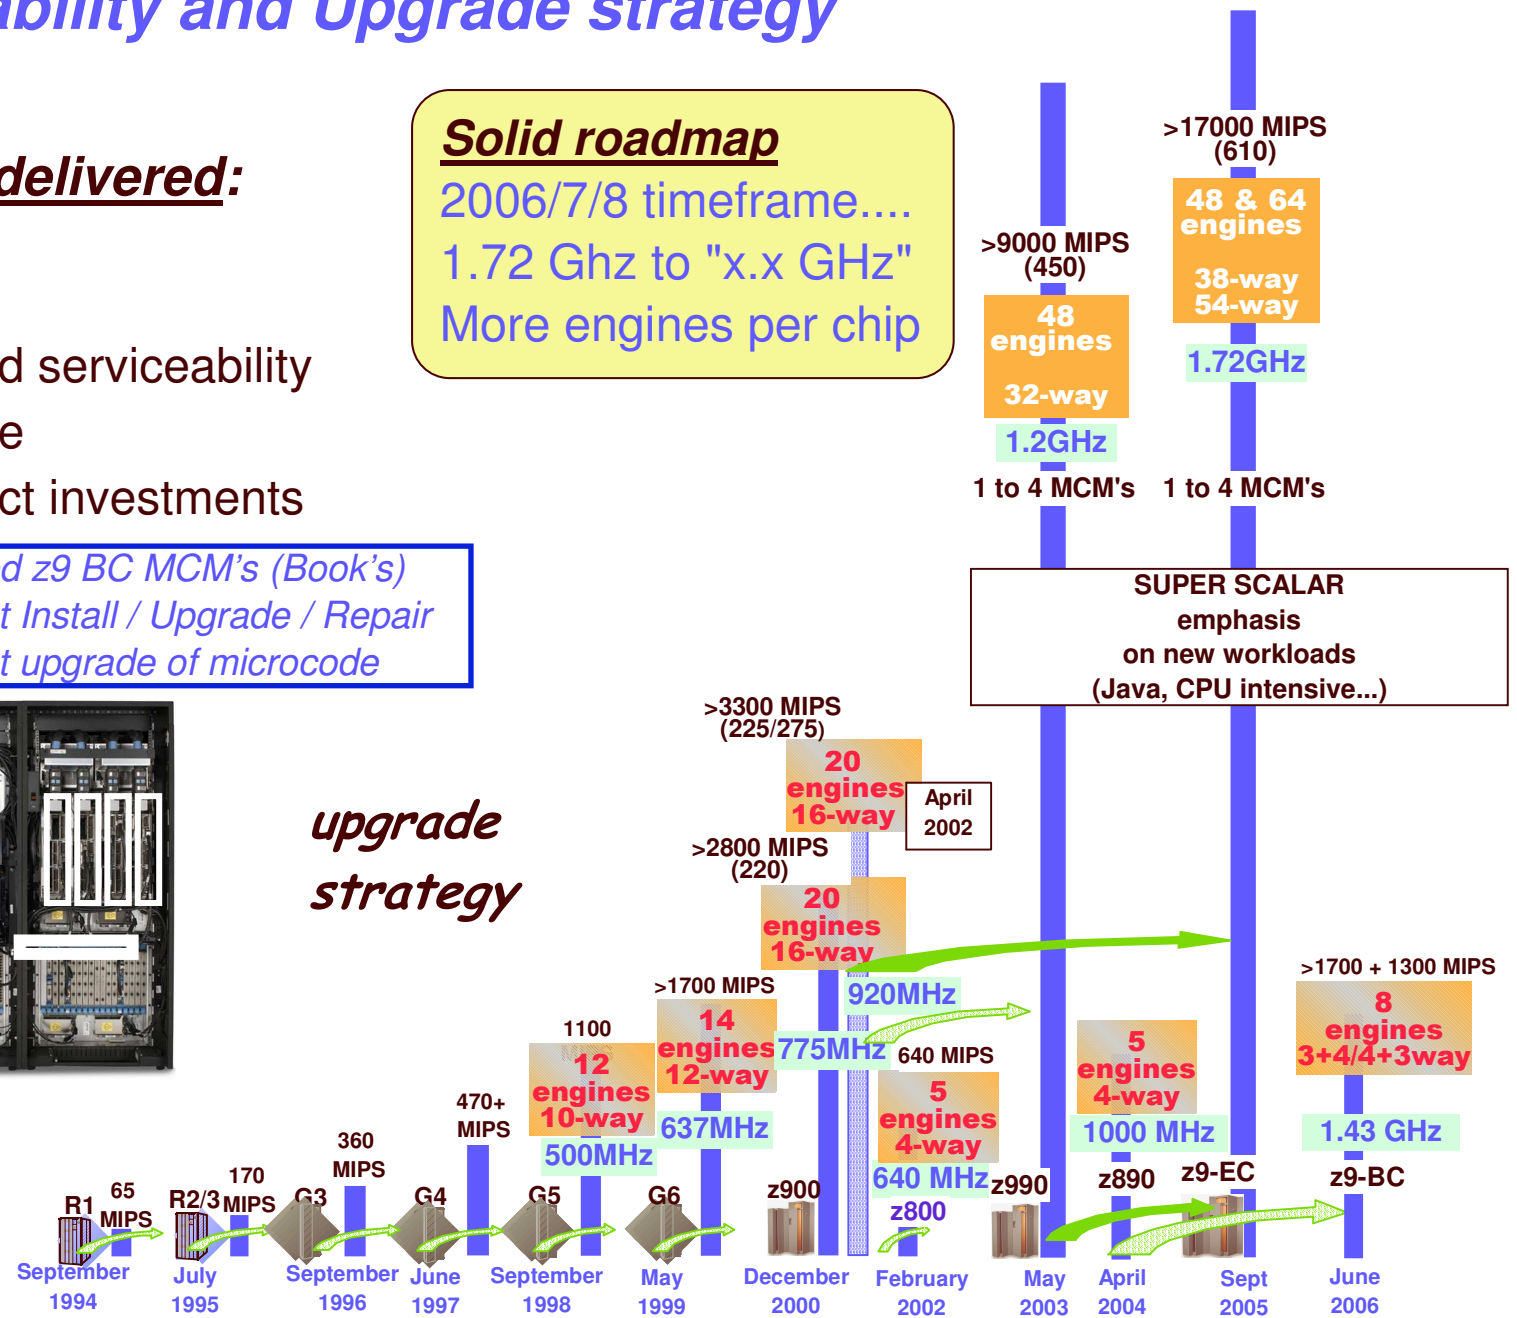 ability and Upgrade strategy
delivered:
d serviceability
e
ct investments
d z9 BC MCM's (Book's)
t Install / Upgrade / Repair
t upgrade of microcode
Solid roadmap
2006/7/8 timeframe....
1.72 Ghz to "x.x GHz"
More engines per chip
upgrade
strategy
>9000 MIPS
(450)
48
engines
32-way
1.2GHz
1 to 4 MCM's
>17000 MIPS
(610)
48 & 64
engines
38-way
54-way
1.72GHz
1 to 4 MCM's
SUPER SCALAR
emphasis
on new workloads
(Java, CPU intensive...)
>3300 MIPS
(225/275)
20
engines
16-way
April
2002
>2800 MIPS
(220)
20
engines
16-way
920MHz
775MHz
>1700 MIPS
14
engines
12-way
637MHz
1100
MIPS
12
engines
10-way
500MHz
470+
MIPS
360
MIPS
170
MIPS
65
MIPS
640 MIPS
5
engines
4-way
640 MHz
z800
5
engines
4-way
1000 MHz
z890
>1700 + 1300 MIPS
8
engines
3+4/4+3way
1.43 GHz
z9-BC
R1
R2/3
G3
G4
G5
G6
z900
z990
z9-EC
September
1994
July
1995
September
1996
June
1997
September
1998
May
1999
December
2000
February
2002
May
2003
April
2004
Sept
2005
June
2006